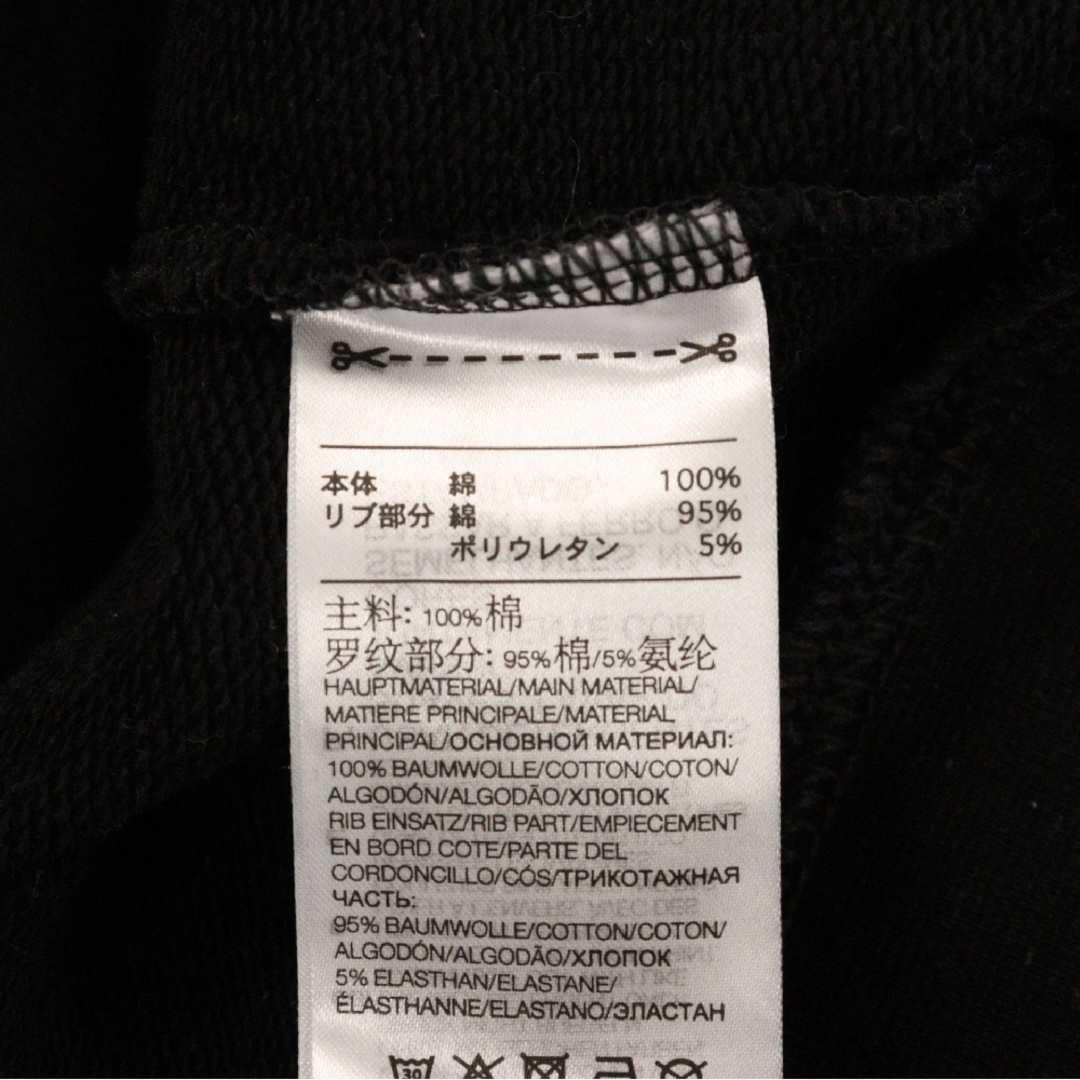 本体 綿 100%
リブ部分 綿 95%
ポリウレタン 5%
主料: 100%棉
罗纹部分: 95%棉/5%氨纶
HAUPTMATERIAL/MAIN MATERIAL/
MATIERE PRINCIPALE/MATERIAL
PRINCIPAL/ОСНОВНОЙ МАТЕРИАЛ:
100% BAUMWOLLE/COTTON/COTON/
ALGODÓN/ALGODÃO/ХЛОПОК
RIB EINSATZ/RIB PART/EMPIECEMENT
EN BORD COTE/PARTE DEL
CORDONCILLO/CÓS/ТРИКОТАЖНАЯ
ЧАСТЬ:
95% BAUMWOLLE/COTTON/COTON/
ALGODÓN/ALGODÃO/ХЛОПОК
5% ELASTHAN/ELASTANE/
ÉLASTHANNE/ELASTANO/ЭЛАСТАН
30